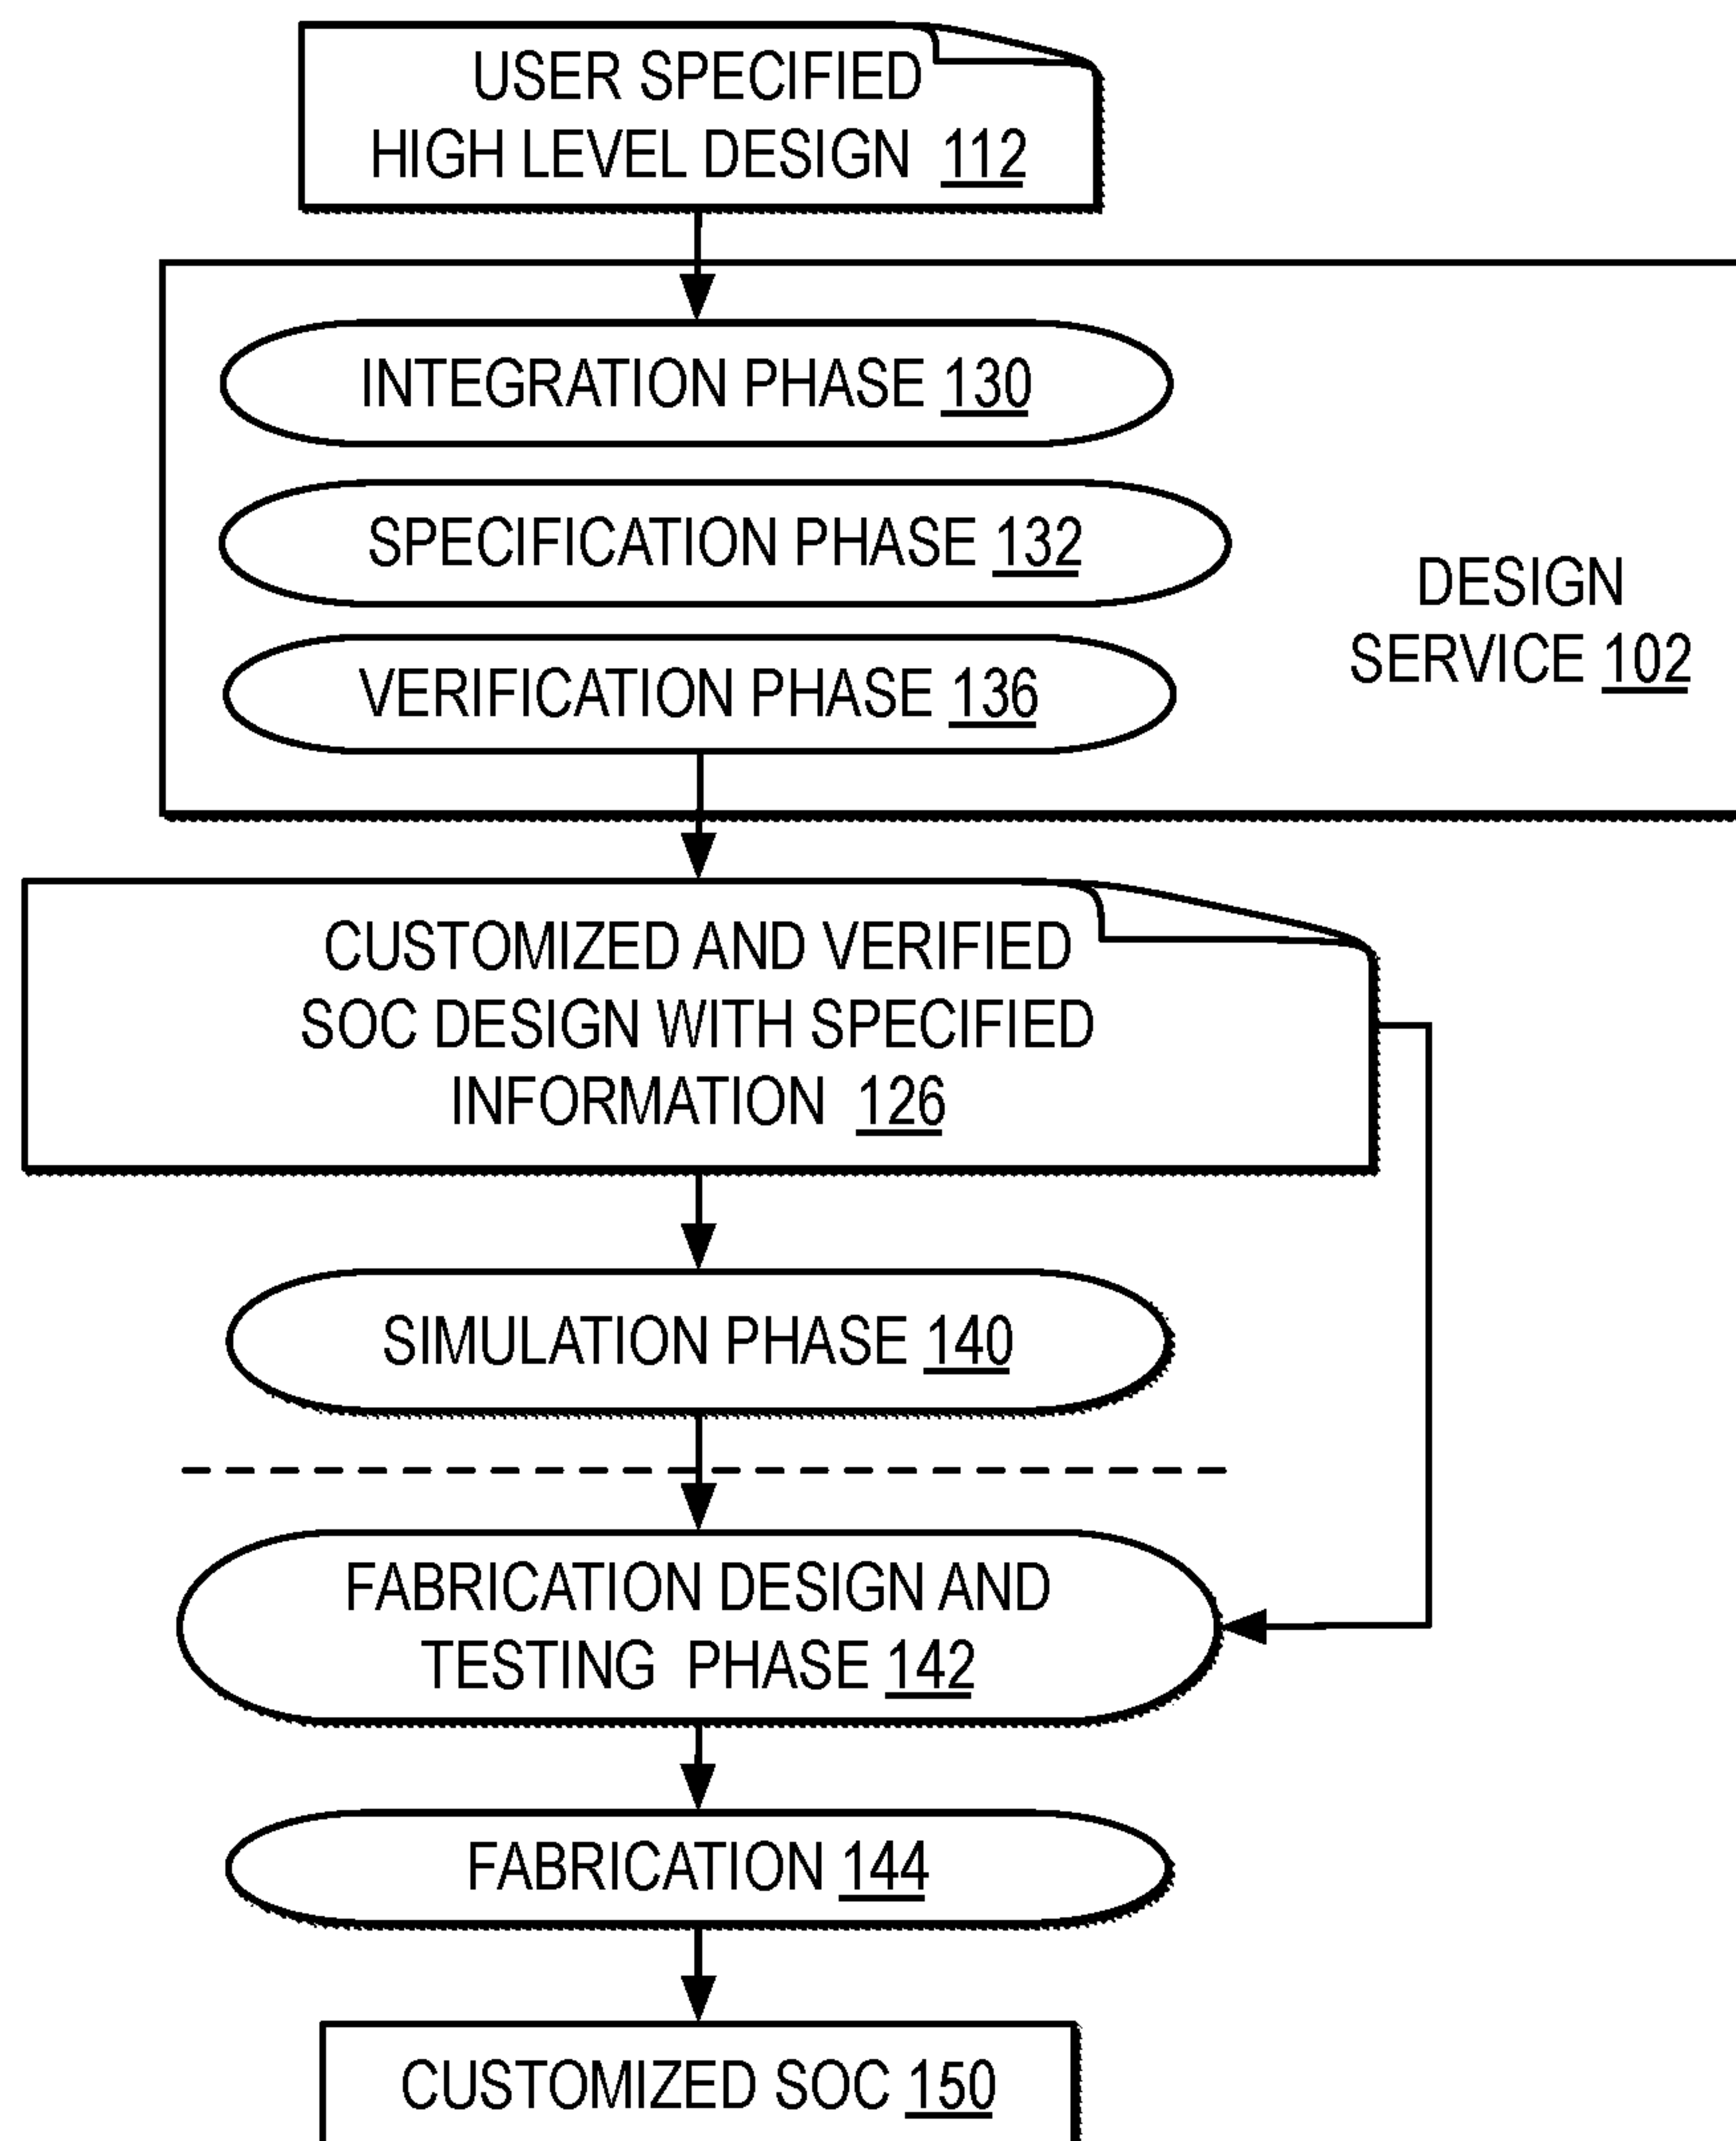 USER SPECIFIED
HIGH LEVEL DESIGN 112
INTEGRATION PHASE 130
SPECIFICATION PHASE 132
VERIFICATION PHASE 136
DESIGN
SERVICE 102
CUSTOMIZED AND VERIFIED
SOC DESIGN WITH SPECIFIED
INFORMATION 126
SIMULATION PHASE 140
FABRICATION DESIGN AND
TESTING PHASE 142
FABRICATION 144
CUSTOMIZED SOC 150